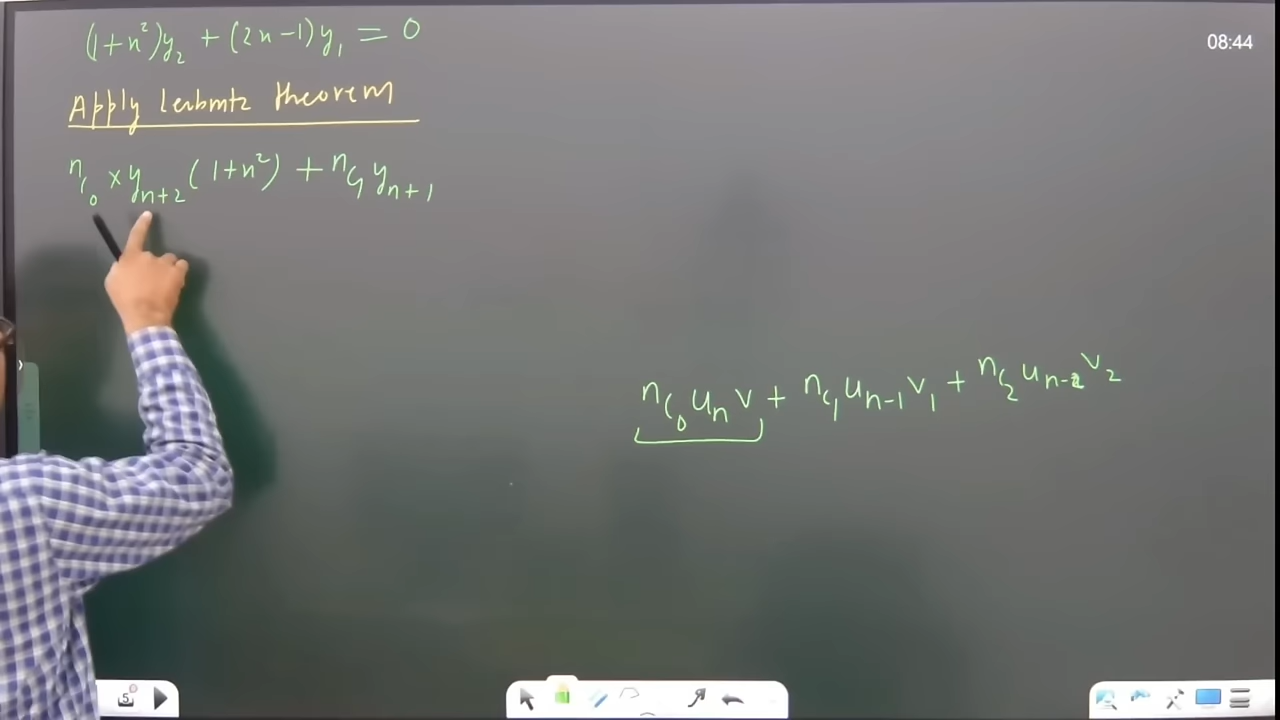 (1+x²)y₂ + (2x-1)y₁ = 0
Apply Leibnitz theorem
ⁿC₀ × yₙ₊₂ (1+x²) + ⁿC₁ yₙ₊₁
ⁿC₀ uₙ v + ⁿC₁ uₙ₋₁ v₁ + ⁿC₂ uₙ₋₂ v₂
08:44
5